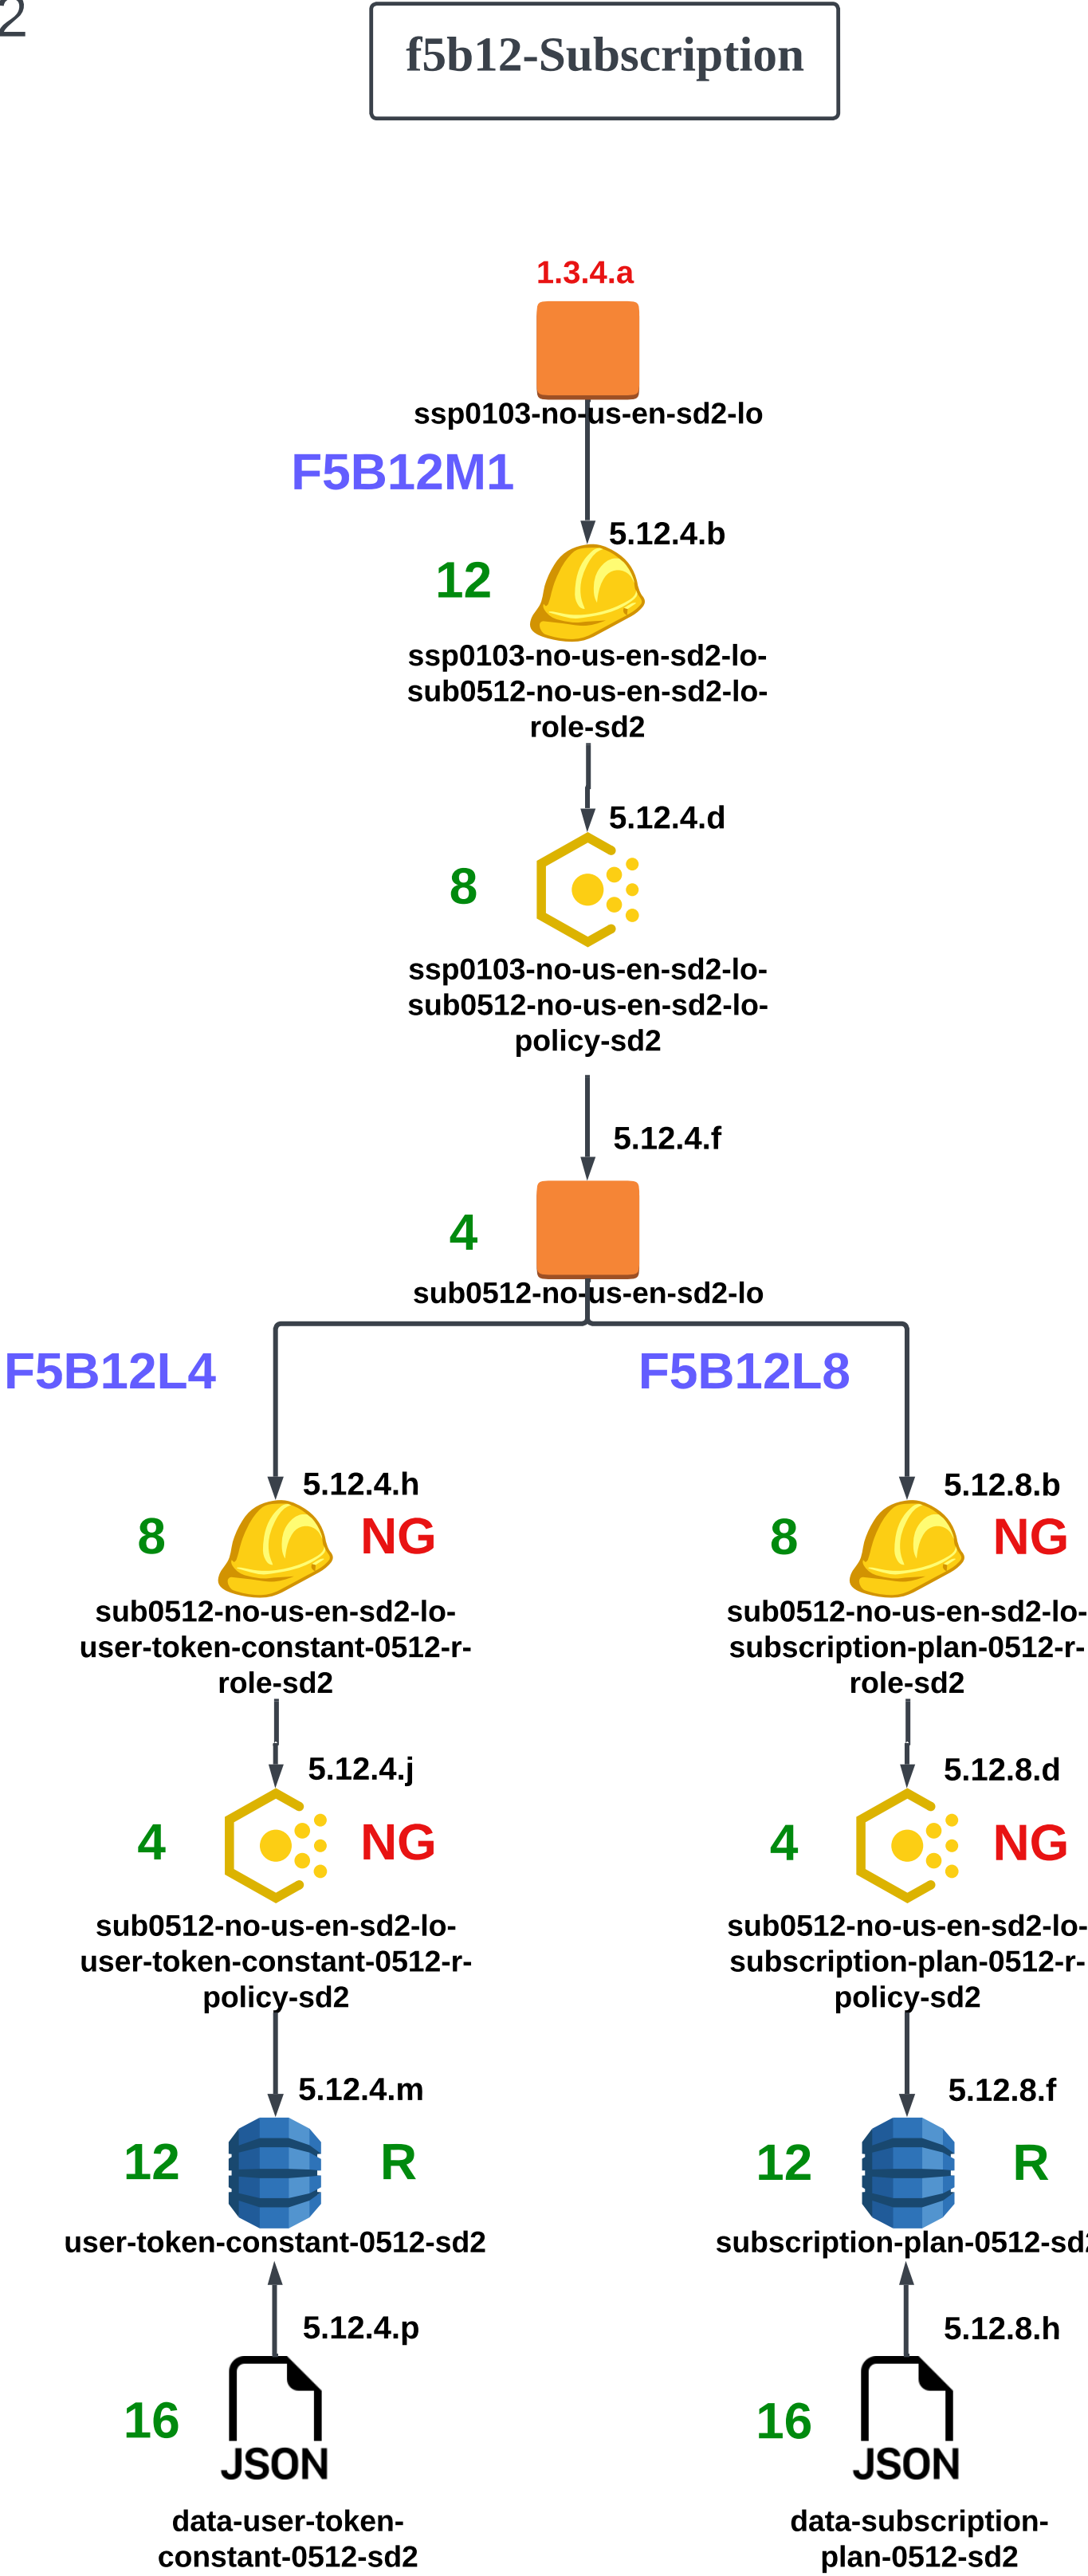 2
f5b12-Subscription
1.3.4.a
ssp0103-no-us-en-sd2-lo
F5B12M1
5.12.4.b
12
ssp0103-no-us-en-sd2-lo-
sub0512-no-us-en-sd2-lo-
role-sd2
5.12.4.d
8
ssp0103-no-us-en-sd2-lo-
sub0512-no-us-en-sd2-lo-
policy-sd2
5.12.4.f
4
sub0512-no-us-en-sd2-lo
F5B12L4
5.12.4.h
8
NG
sub0512-no-us-en-sd2-lo-
user-token-constant-0512-r-
role-sd2
5.12.4.j
4
NG
sub0512-no-us-en-sd2-lo-
user-token-constant-0512-r-
policy-sd2
5.12.4.m
12
R
user-token-constant-0512-sd2
5.12.4.p
16
JSON
data-user-token-
constant-0512-sd2
F5B12L8
5.12.8.b
8
NG
sub0512-no-us-en-sd2-lo-
subscription-plan-0512-r-
role-sd2
5.12.8.d
4
NG
sub0512-no-us-en-sd2-lo-
subscription-plan-0512-r-
policy-sd2
5.12.8.f
12
R
subscription-plan-0512-sd2
5.12.8.h
16
JSON
data-subscription-
plan-0512-sd2